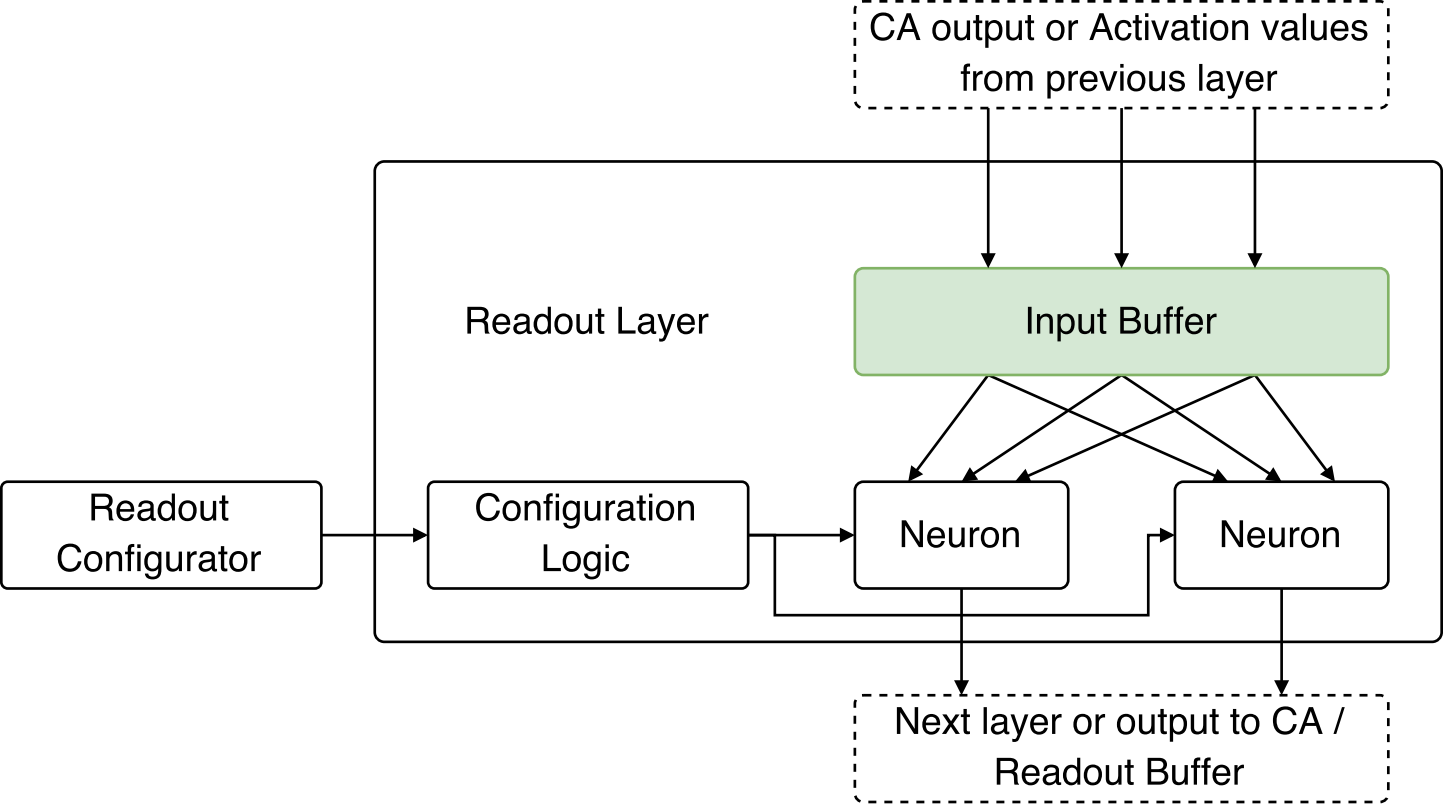 CA output or Activation values
from previous layer
Readout Layer
Input Buffer
Readout
Configurator
Configuration
Logic
Neuron
Neuron
Next layer or output to CA /
Readout Buffer